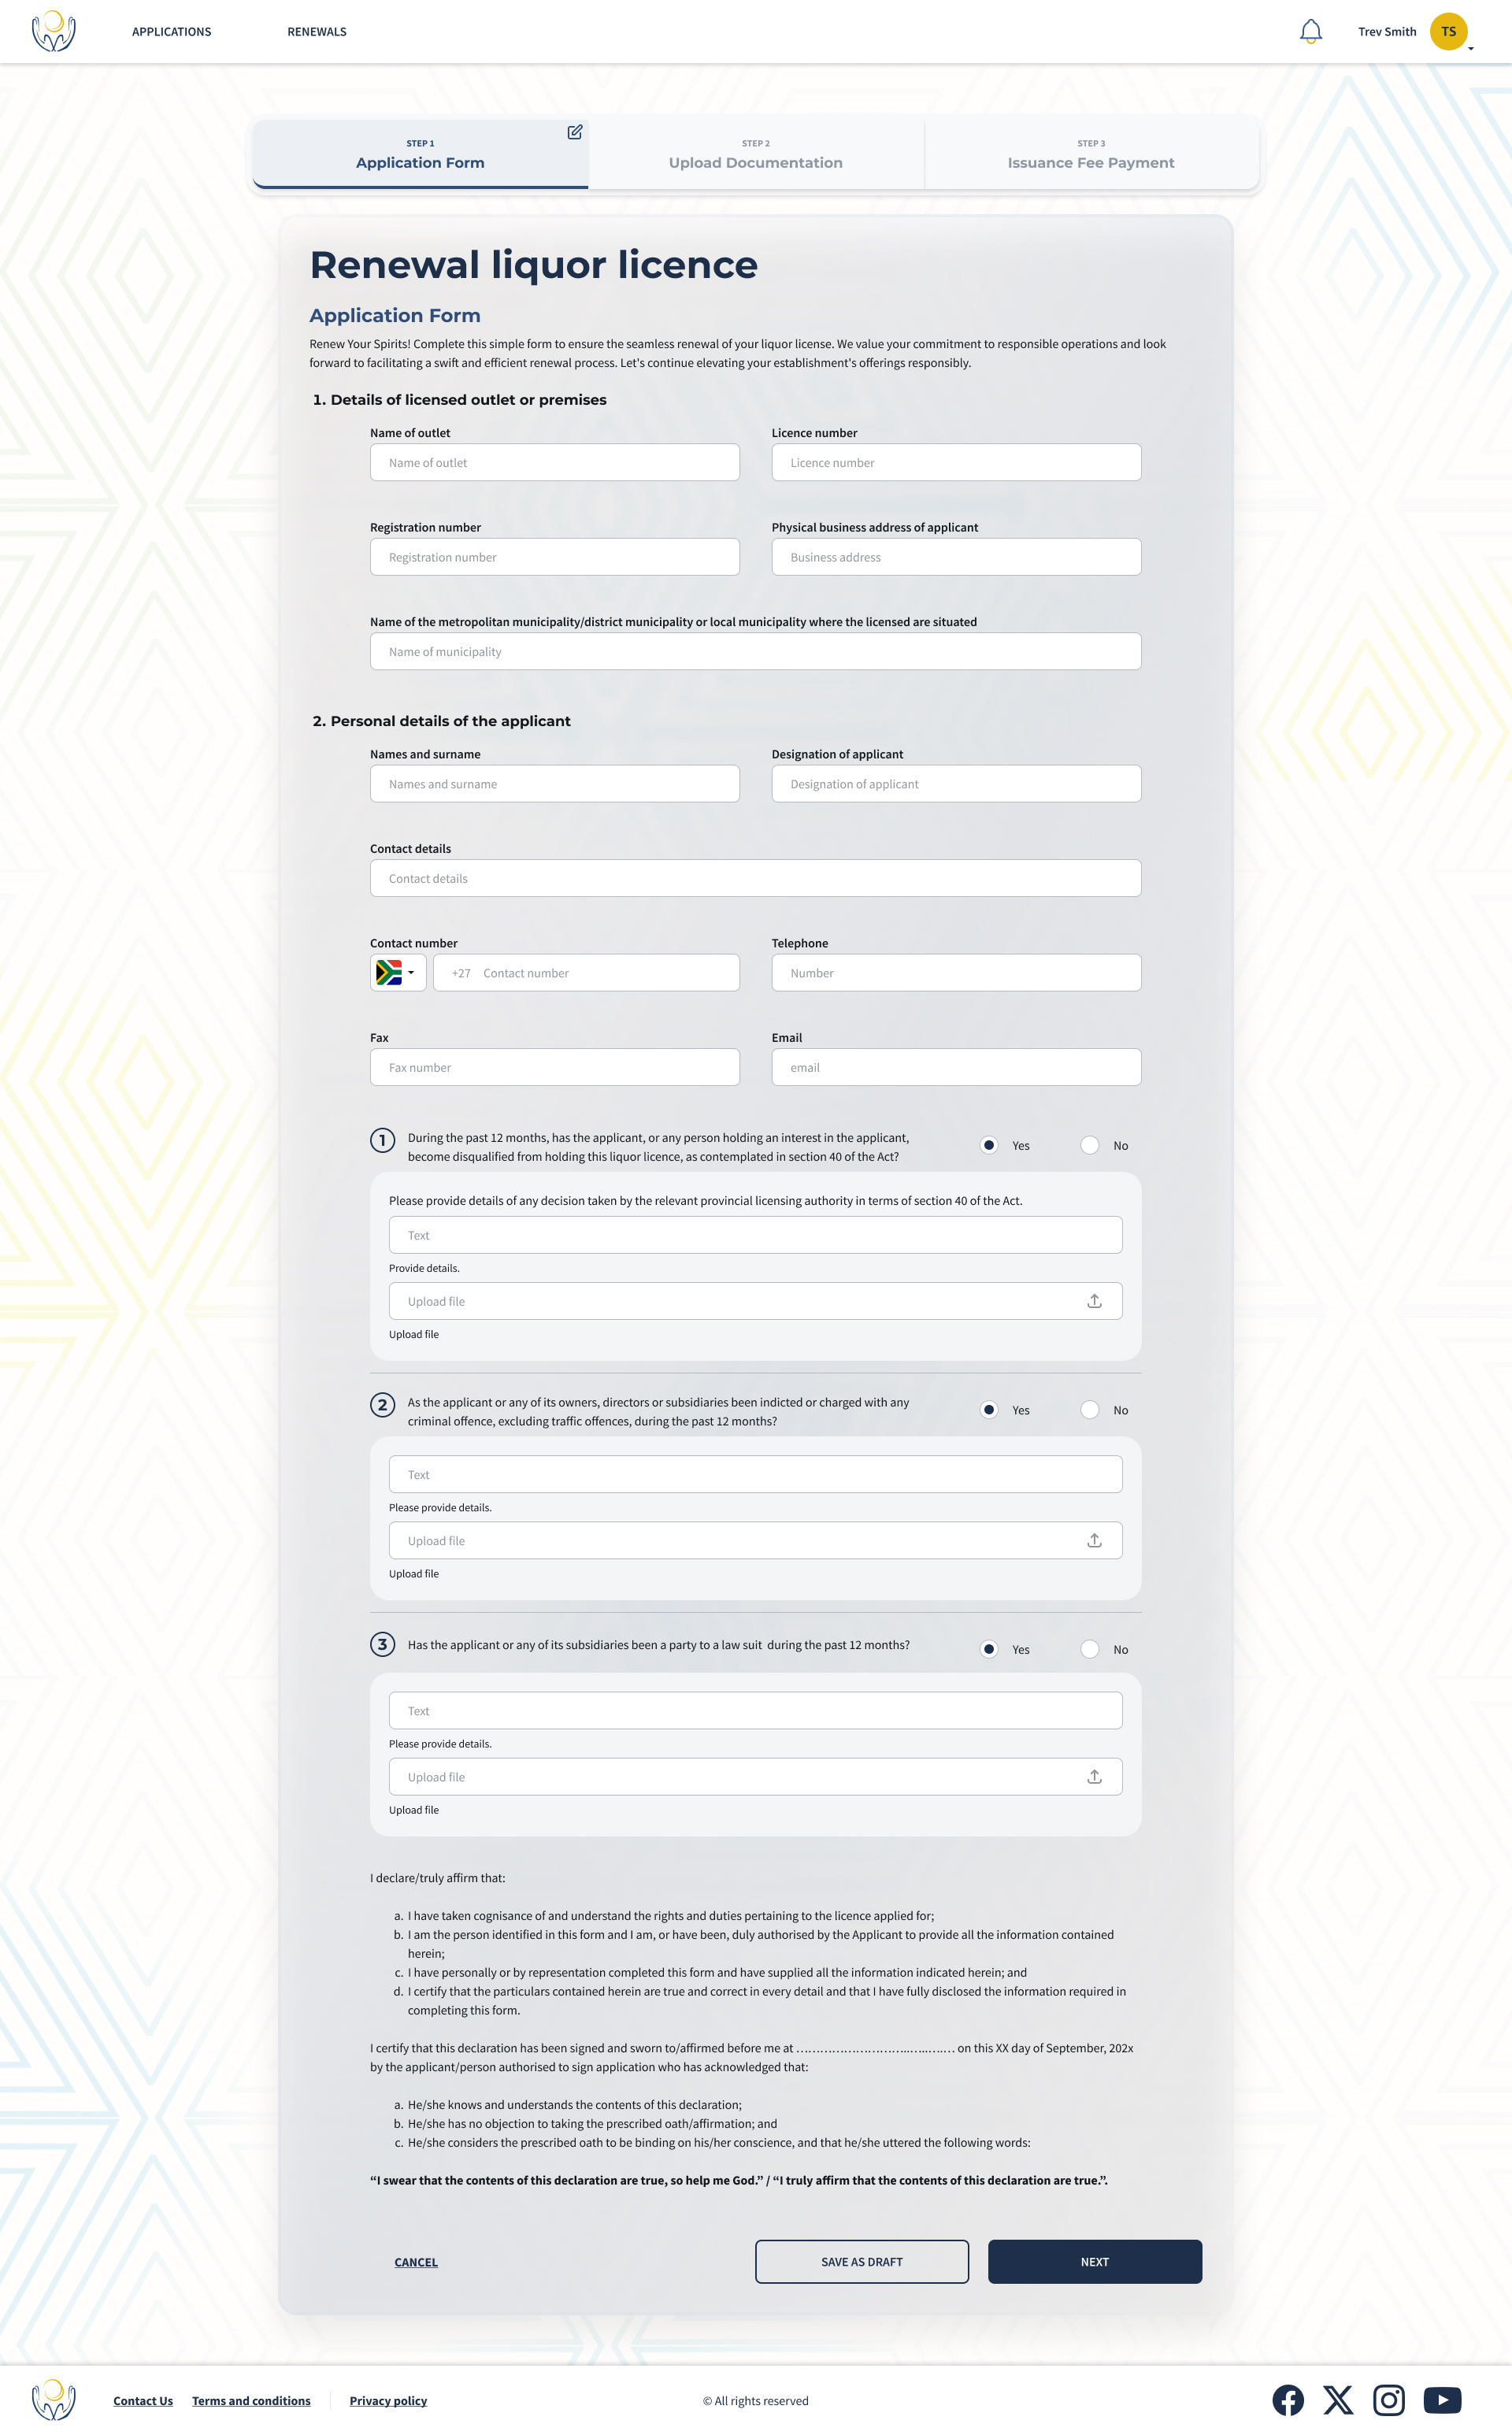 APPLICATIONS
RENEWALS
Trev Smith
TS
STEP 1
Application Form
STEP 2
Upload Documentation
STEP 3
Issuance Fee Payment
Renewal liquor licence
Application Form
Renew Your Spirits! Complete this simple form to ensure the seamless renewal of your liquor license. We value your commitment to responsible operations and look
forward to facilitating a swift and efficient renewal process. Let's continue elevating your establishment's offerings responsibly.
1. Details of licensed outlet or premises
Name of outlet
Licence number
Name of outlet
Licence number
Registration number
Physical business address of applicant
Registration number
Business address
Name of the metropolitan municipality/district municipality or local municipality where the licensed are situated
Name of municipality
2. Personal details of the applicant
Names and surname
Designation of applicant
Names and surname
Designation of applicant
Contact details
Contact details
Contact number
Telephone
+27 Contact number
Number
Fax
Email
Fax number
email
1
During the past 12 months, has the applicant, or any person holding an interest in the applicant,
become disqualified from holding this liquor licence, as contemplated in section 40 of the Act?
Yes
No
Please provide details of any decision taken by the relevant provincial licensing authority in terms of section 40 of the Act.
Text
Provide details.
Upload file
Upload file
2
As the applicant or any of its owners, directors or subsidiaries been indicted or charged with any
criminal offence, excluding traffic offences, during the past 12 months?
Yes
No
Text
Please provide details.
Upload file
Upload file
3
Has the applicant or any of its subsidiaries been a party to a law suit  during the past 12 months?
Yes
No
Text
Please provide details.
Upload file
Upload file
I declare/truly affirm that:
a. I have taken cognisance of and understand the rights and duties pertaining to the licence applied for;
b. I am the person identified in this form and I am, or have been, duly authorised by the Applicant to provide all the information contained
herein;
c. I have personally or by representation completed this form and have supplied all the information indicated herein; and
d. I certify that the particulars contained herein are true and correct in every detail and that I have fully disclosed the information required in
completing this form.
I certify that this declaration has been signed and sworn to/affirmed before me at ………………………..…..….… on this XX day of September, 202x
by the applicant/person authorised to sign application who has acknowledged that:
a. He/she knows and understands the contents of this declaration;
b. He/she has no objection to taking the prescribed oath/affirmation; and
c. He/she considers the prescribed oath to be binding on his/her conscience, and that he/she uttered the following words:
“I swear that the contents of this declaration are true, so help me God.” / “I truly affirm that the contents of this declaration are true.”.
CANCEL
SAVE AS DRAFT
NEXT
Contact Us
Terms and conditions
Privacy policy
© All rights reserved